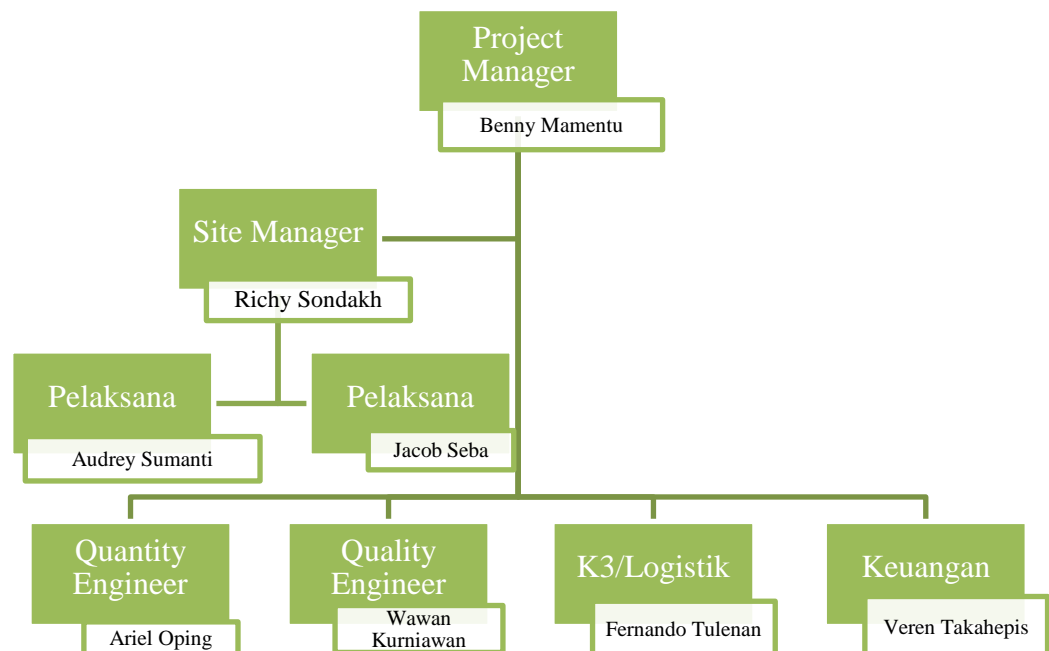 Project
Manager
Benny Mamentu
Site Manager
Richy Sondakh
Pelaksana
Audrey Sumanti
Pelaksana
Jacob Seba
Quantity
Engineer
Ariel Oping
Quality
Engineer
Wawan
Kurniawan
K3/Logistik
Fernando Tulenan
Keuangan
Veren Takahepis